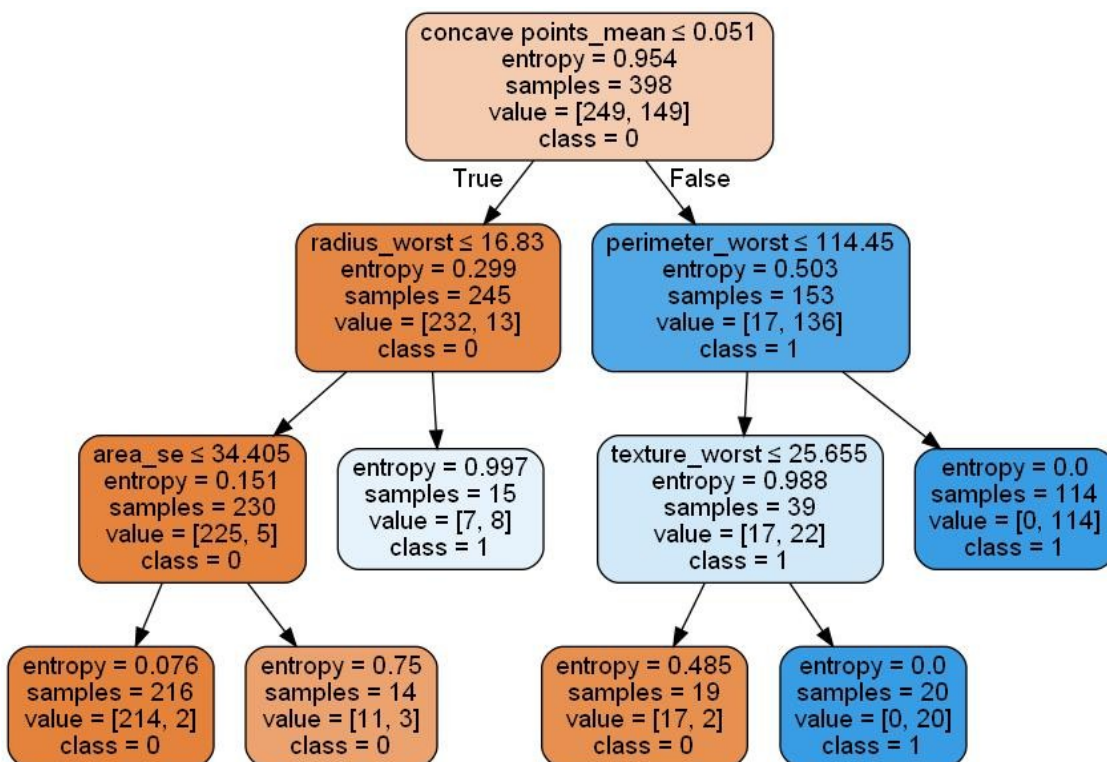 concave points_mean ≤ 0.051
entropy = 0.954
samples = 398
value = [249, 149]
class = 0
True
False
radius_worst ≤ 16.83
entropy = 0.299
samples = 245
value = [232, 13]
class = 0
perimeter_worst ≤ 114.45
entropy = 0.503
samples = 153
value = [17, 136]
class = 1
area_se ≤ 34.405
entropy = 0.151
samples = 230
value = [225, 5]
class = 0
entropy = 0.997
samples = 15
value = [7, 8]
class = 1
texture_worst ≤ 25.655
entropy = 0.988
samples = 39
value = [17, 22]
class = 1
entropy = 0.0
samples = 114
value = [0, 114]
class = 1
entropy = 0.076
samples = 216
value = [214, 2]
class = 0
entropy = 0.75
samples = 14
value = [11, 3]
class = 0
entropy = 0.485
samples = 19
value = [17, 2]
class = 0
entropy = 0.0
samples = 20
value = [0, 20]
class = 1